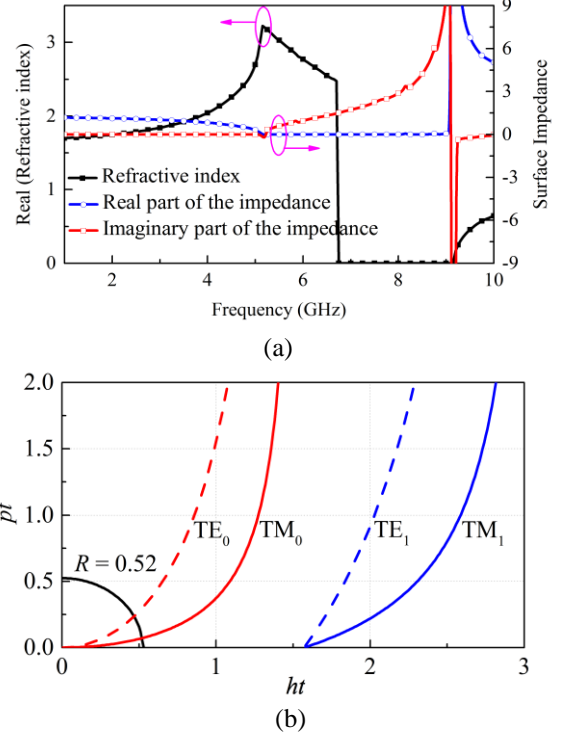 9
3
6
2
3
0
1
-3
-6
0
-9
Real (Refractive index)
Surface Impedance
Refractive index
Real part of the impedance
Imaginary part of the impedance
2 4 6 8 10
Frequency (GHz)
(a)
2.0
1.5
1.0
0.5
0.0
pt
TE0 TM0 TE1 TM1
R = 0.52
0 1 2 3
ht
(b)